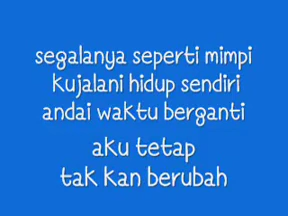 segalanya seperti mimpi
kujalani hidup sendiri
andai waktu berganti
aku tetap
tak kan berubah